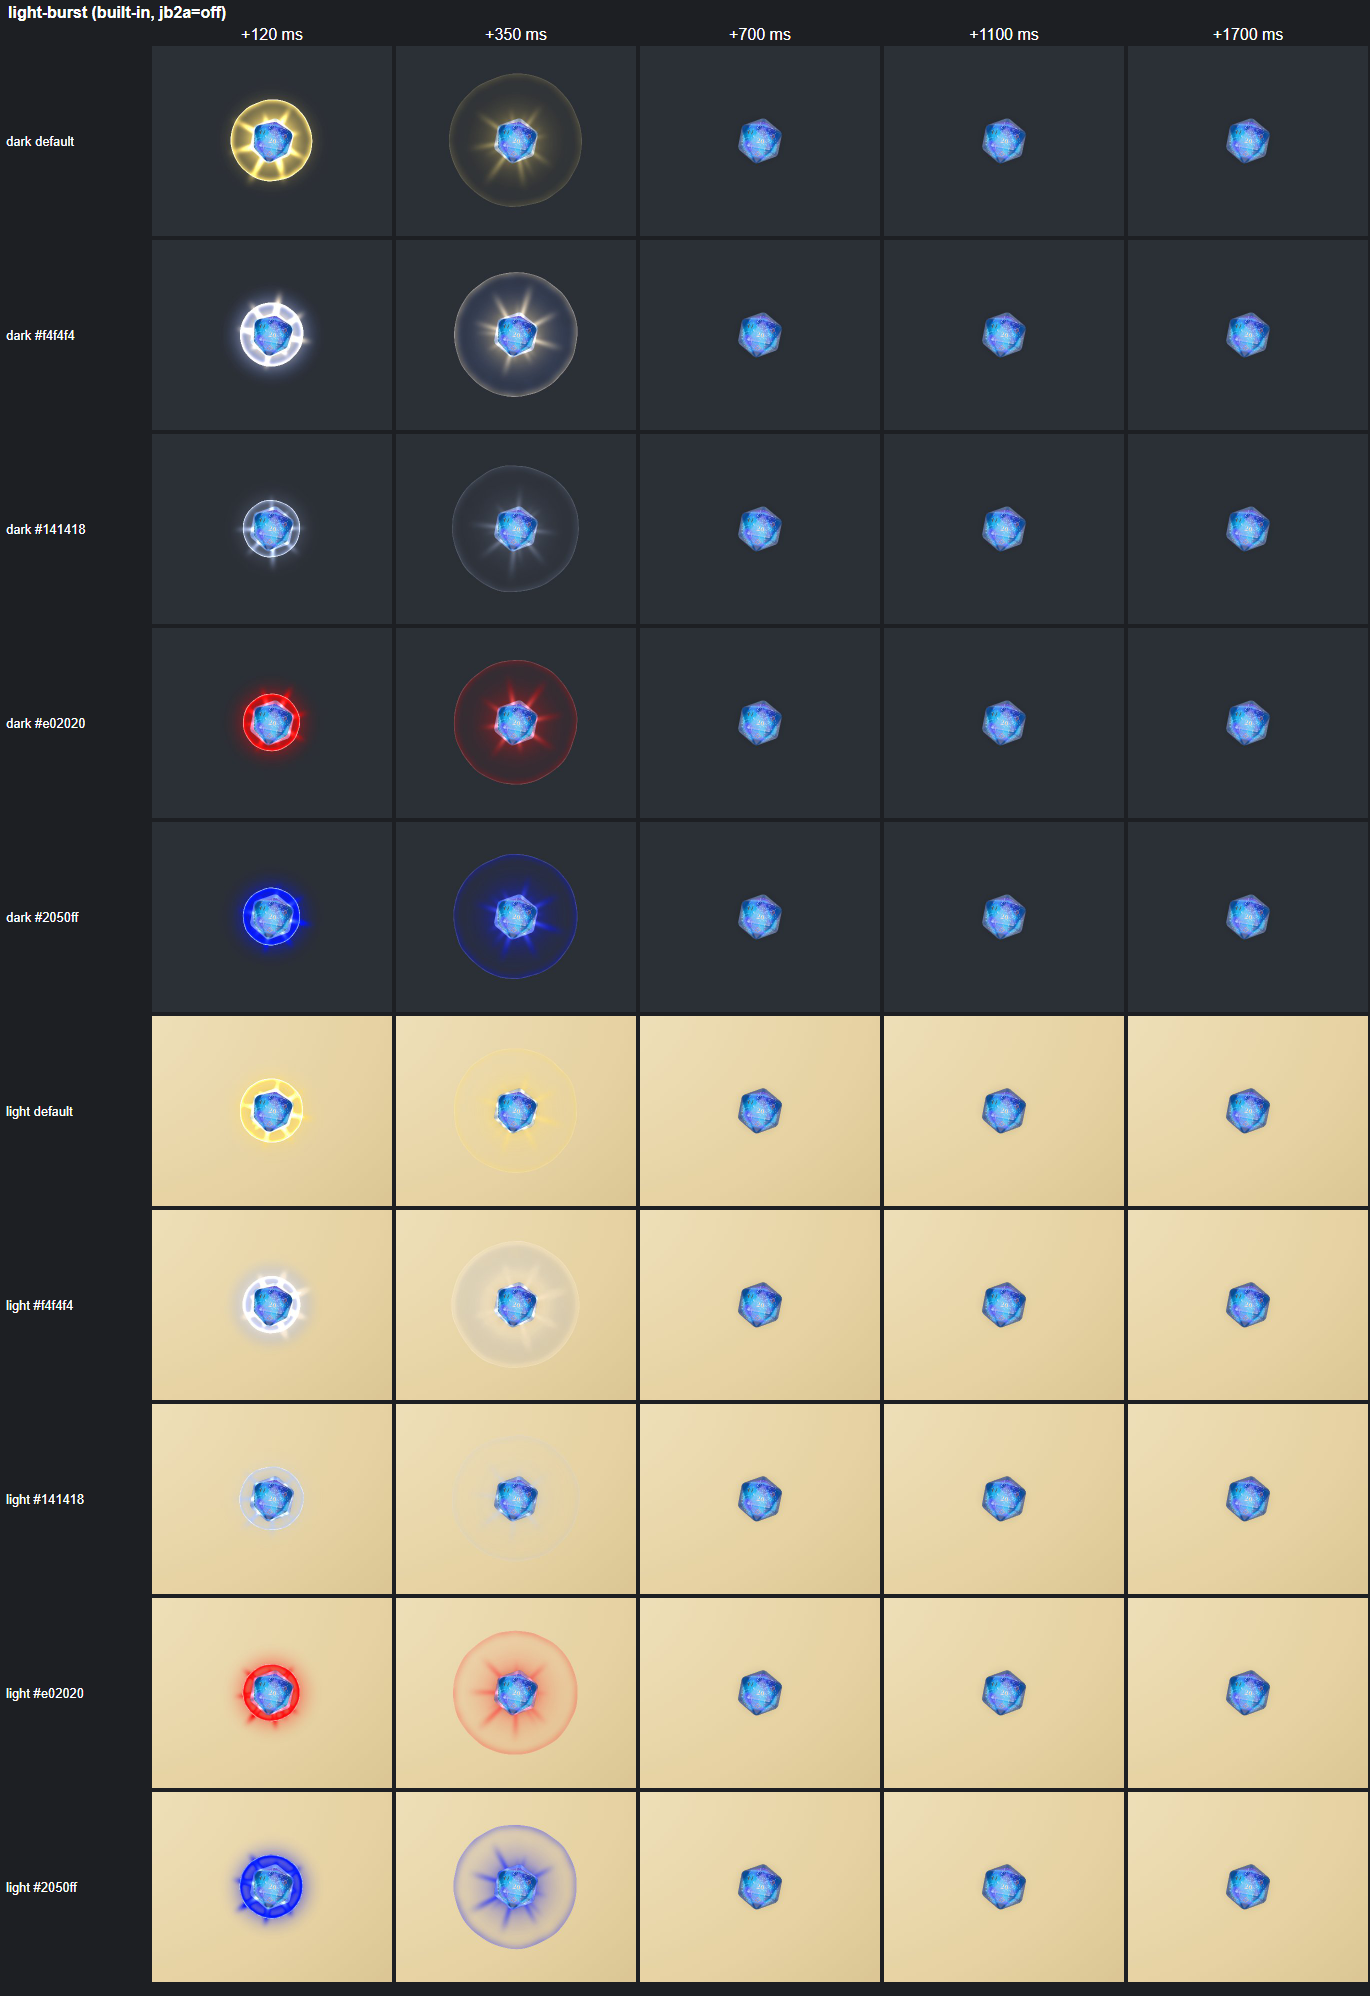 light-burst (built-in, jb2a=off)
+120 ms +350 ms +700 ms +1100 ms +1700 ms
dark default
dark #f4f4f4
dark #141418
dark #e02020
dark #2050ff
light default
light #f4f4f4
light #141418
light #e02020
light #2050ff